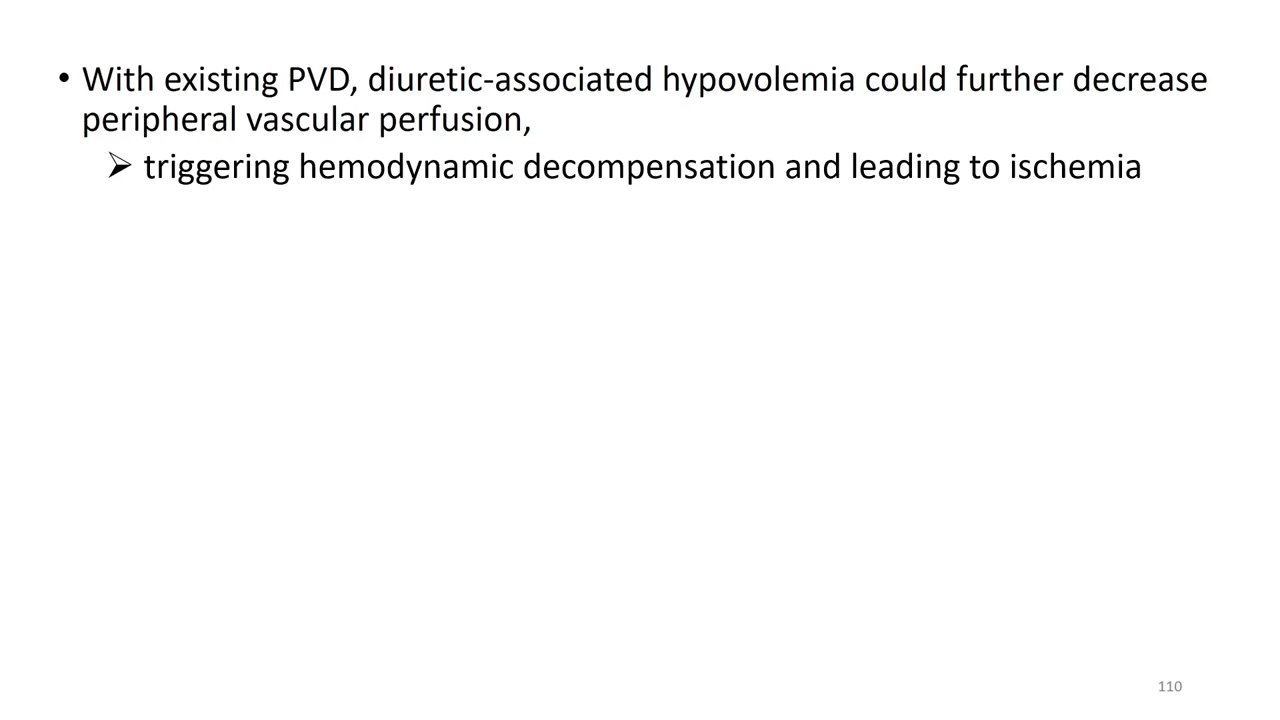 • With existing PVD, diuretic-associated hypovolemia could further decrease
peripheral vascular perfusion,
➢ triggering hemodynamic decompensation and leading to ischemia
110